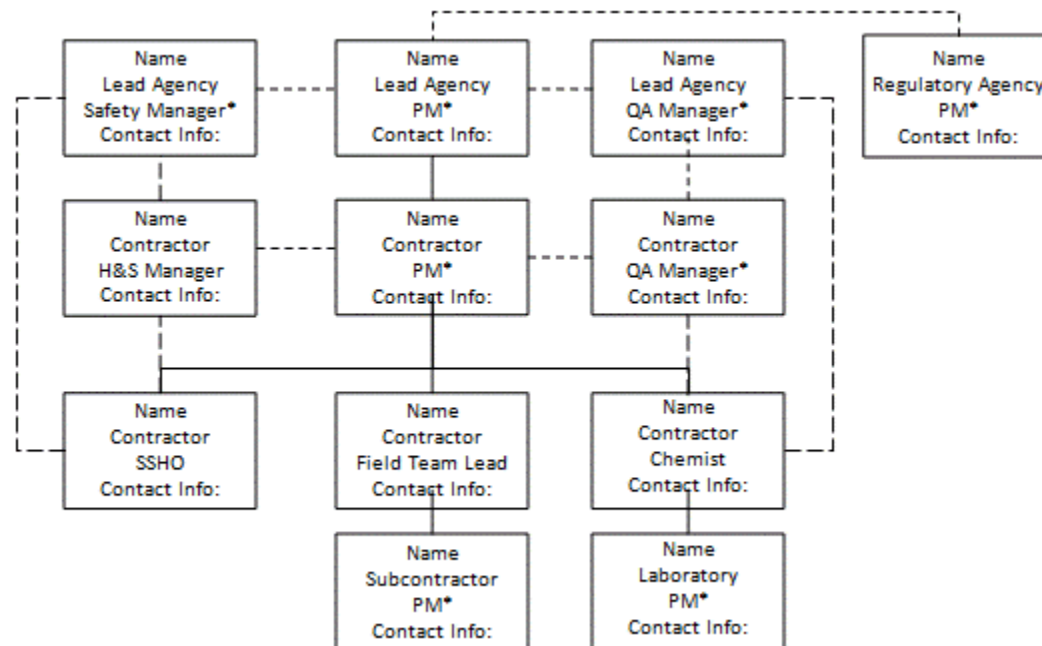 Name
Lead Agency
Safety Manager*
Contact Info:
Name
Lead Agency
PM*
Contact Info:
Name
Lead Agency
QA Manager*
Contact Info:
Name
Regulatory Agency
PM*
Contact Info:
Name
Contractor
H&S Manager
Contact Info:
Name
Contractor
PM*
Contact Info:
Name
Contractor
QA Manager*
Contact Info:
Name
Contractor
SSHO
Contact Info:
Name
Contractor
Field Team Lead
Contact Info:
Name
Contractor
Chemist
Contact Info:
Name
Subcontractor
PM*
Contact Info:
Name
Laboratory
PM*
Contact Info: